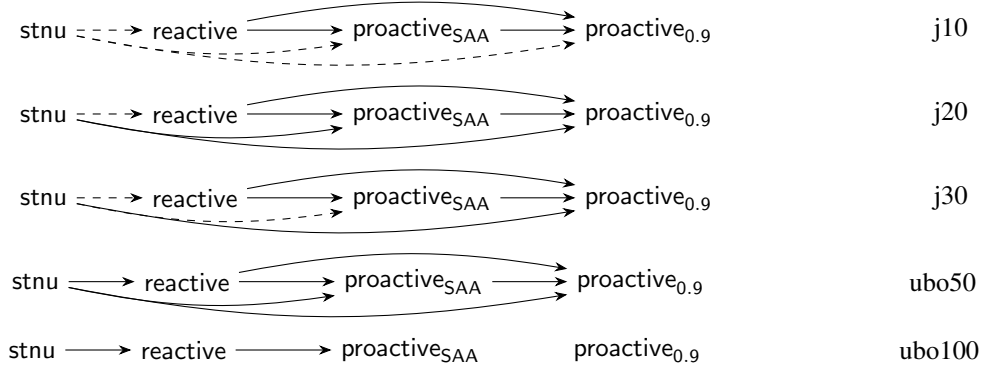 stnu reactive proactive_SAA proactive_0.9 j10
stnu reactive proactive_SAA proactive_0.9 j20
stnu reactive proactive_SAA proactive_0.9 j30
stnu reactive proactive_SAA proactive_0.9 ubo50
stnu reactive proactive_SAA proactive_0.9 ubo100